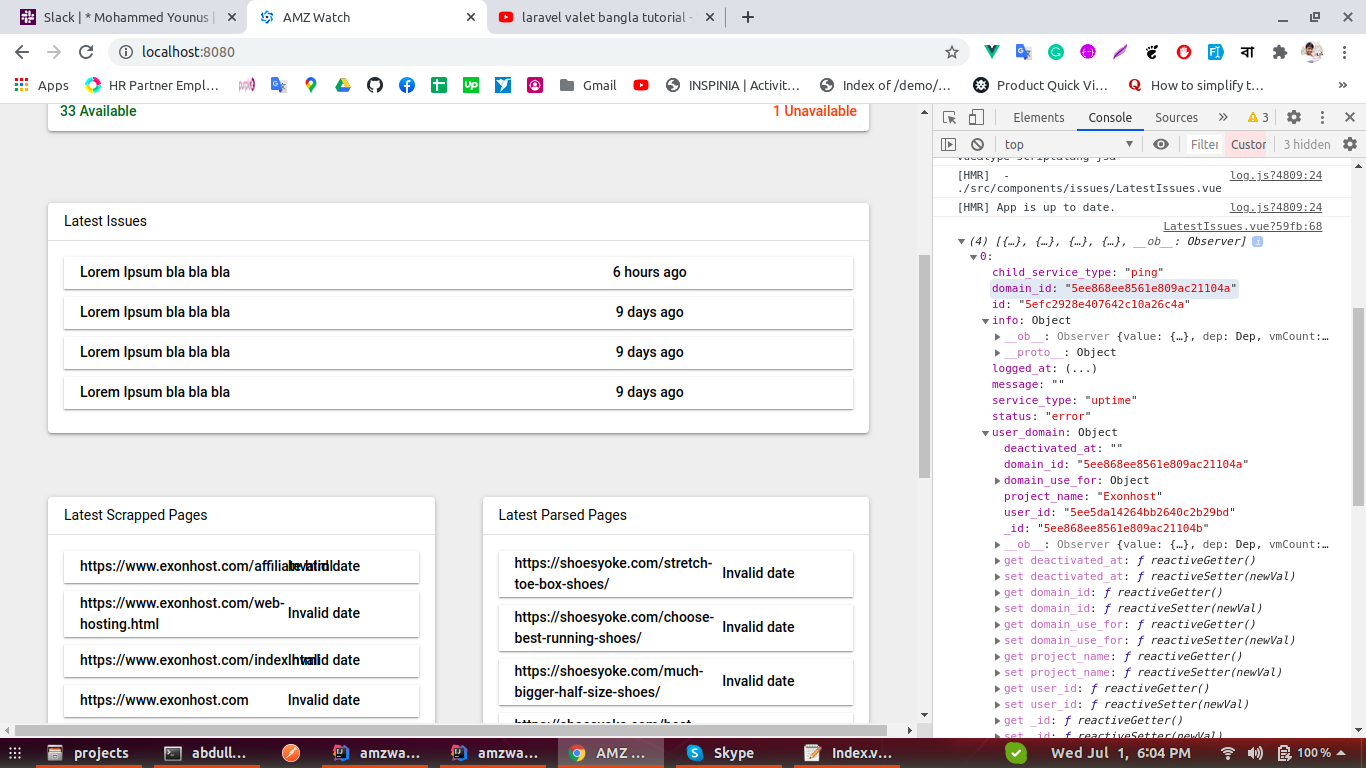 Slack | * Mohammed Younus |
AMZ Watch
laravel valet bangla tutorial -
localhost:8080
বা
Apps
HR Partner Empl…
Up
Gmail
INSPINIA | Activit…
Index of /demo/…
Product Quick Vi…
How to simplify t…
»
33 Available
1 Unavailable
Latest Issues
Lorem Ipsum bla bla bla
6 hours ago
Lorem Ipsum bla bla bla
9 days ago
Lorem Ipsum bla bla bla
9 days ago
Lorem Ipsum bla bla bla
9 days ago
Latest Scrapped Pages
https://www.exonhost.com/affiliate.html
Invalid date
https://www.exonhost.com/web-
hosting.html
Invalid date
https://www.exonhost.com/index.html
Invalid date
https://www.exonhost.com
Invalid date
Latest Parsed Pages
https://shoesyoke.com/stretch-
toe-box-shoes/
Invalid date
https://shoesyoke.com/choose-
best-running-shoes/
Invalid date
https://shoesyoke.com/much-
bigger-half-size-shoes/
Invalid date
Elements
Console
Sources
»
3
top
Filter
Custor
3 hidden
[HMR]  -
log.js?4809:24
./src/components/issues/LatestIssues.vue
[HMR] App is up to date.
log.js?4809:24
LatestIssues.vue?59fb:68
(4) [{…}, {…}, {…}, {…}, __ob__: Observer]
0:
child_service_type: "ping"
domain_id: "5ee868ee8561e809ac21104a"
id: "5efc2928e407642c10a26c4a"
info: Object
__ob__: Observer {value: {…}, dep: Dep, vmCount:…
__proto__: Object
logged_at: (...)
message: ""
service_type: "uptime"
status: "error"
user_domain: Object
deactivated_at: ""
domain_id: "5ee868ee8561e809ac21104a"
domain_use_for: Object
project_name: "Exonhost"
user_id: "5ee5da14264bb2640c2b29bd"
_id: "5ee868ee8561e809ac21104b"
__ob__: Observer {value: {…}, dep: Dep, vmCount:…
get deactivated_at: ƒ reactiveGetter()
set deactivated_at: ƒ reactiveSetter(newVal)
get domain_id: ƒ reactiveGetter()
set domain_id: ƒ reactiveSetter(newVal)
get domain_use_for: ƒ reactiveGetter()
set domain_use_for: ƒ reactiveSetter(newVal)
get project_name: ƒ reactiveGetter()
set project_name: ƒ reactiveSetter(newVal)
get user_id: ƒ reactiveGetter()
set user_id: ƒ reactiveSetter(newVal)
get _id: ƒ reactiveGetter()
set _id: ƒ reactiveSetter(newVal)
projects
abdull…
amzwa…
amzwa…
AMZ …
Skype
Index.v…
Wed Jul  1,  6:04 PM
100 %